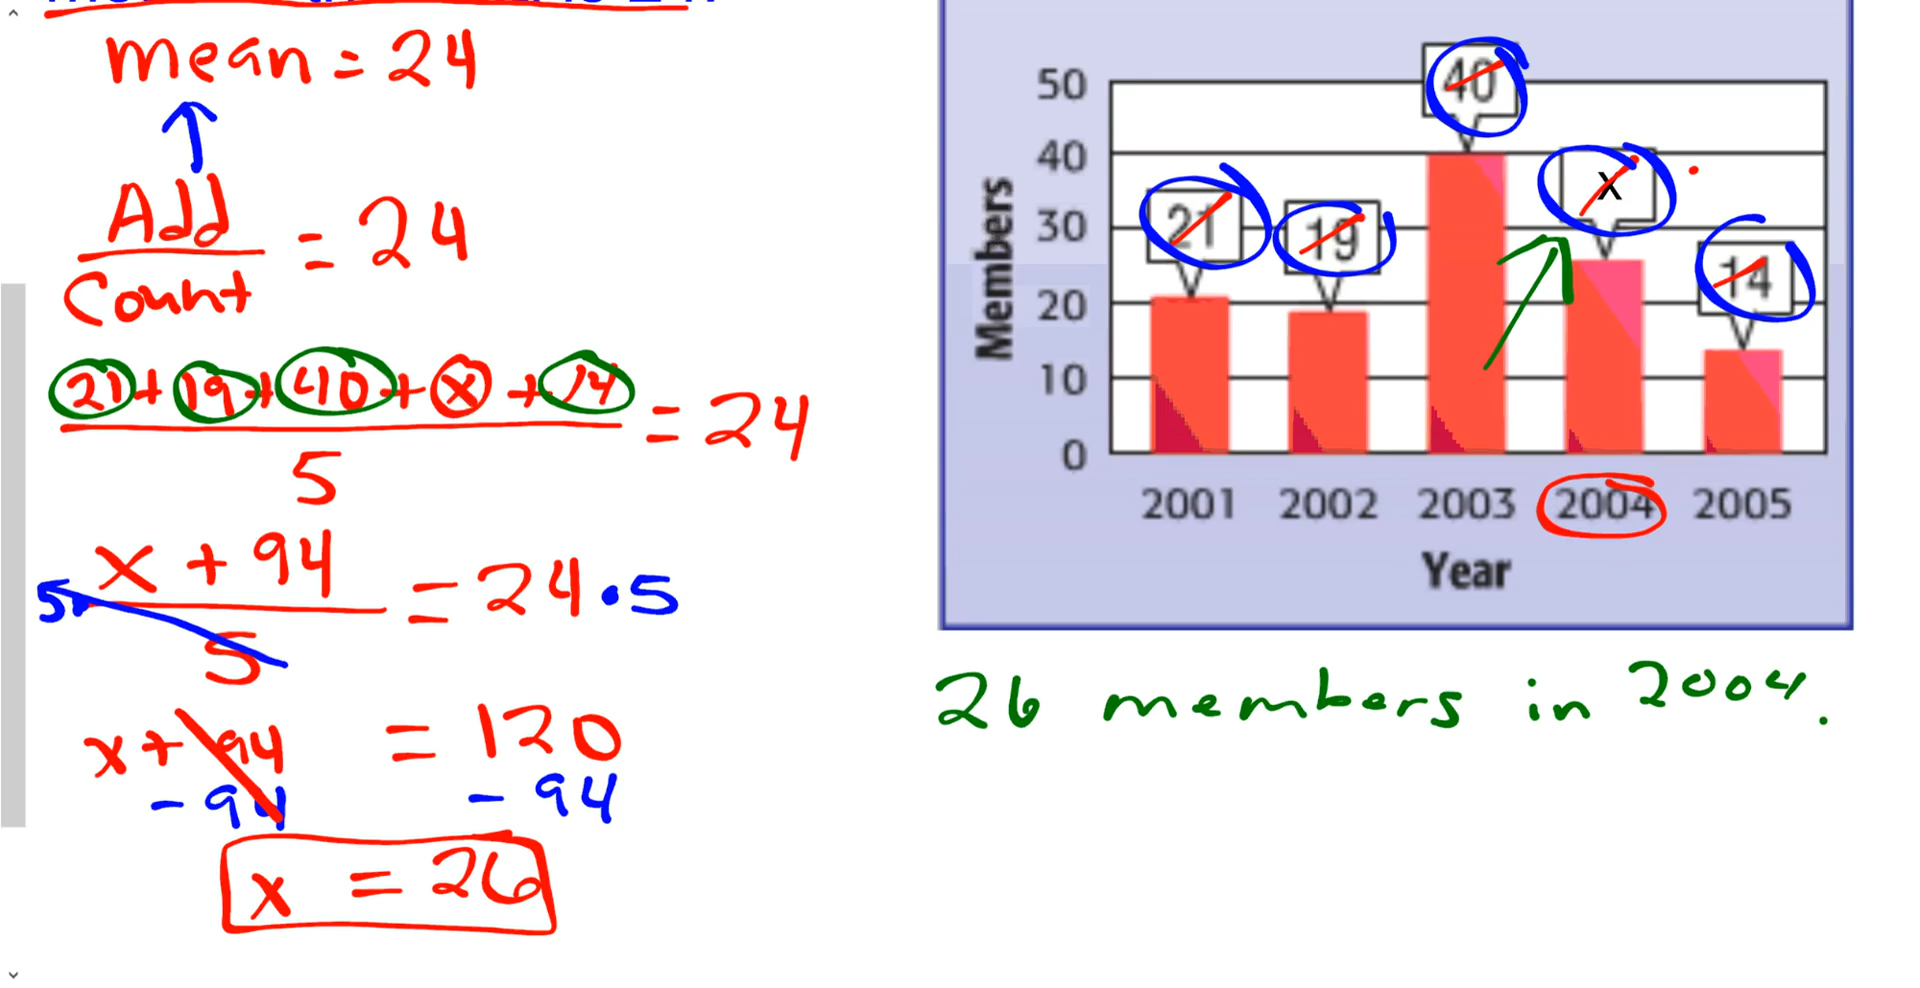 mean = 24
Add
Count
= 24
21 + 19 + 40 + x + 14
5
= 24
x + 94
5
= 24 • 5
5•
x + 94 = 120
- 94 - 94
x = 26
50
40
30
20
10
0
Members
21
19
40
x
14
2001 2002 2003 2004 2005
Year
26 members in 2004.